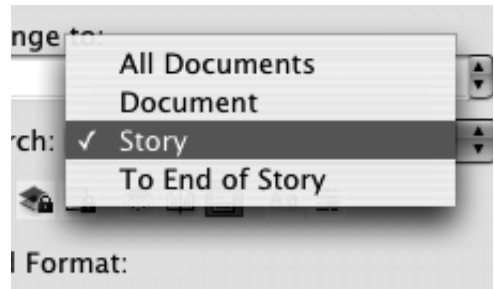 nge to:
All Documents
Document
rch: ✓ Story
To End of Story
Format: